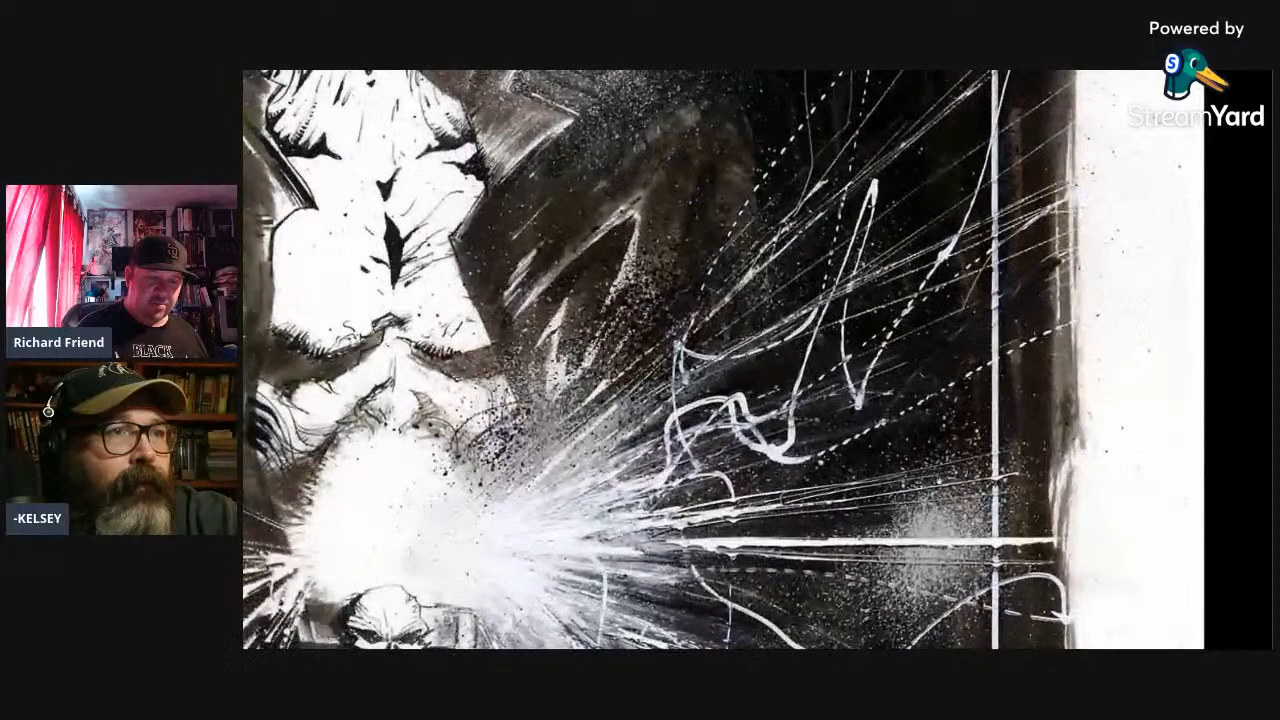 Powered by
S
StreamYard
Richard Friend
BLACK
-KELSEY